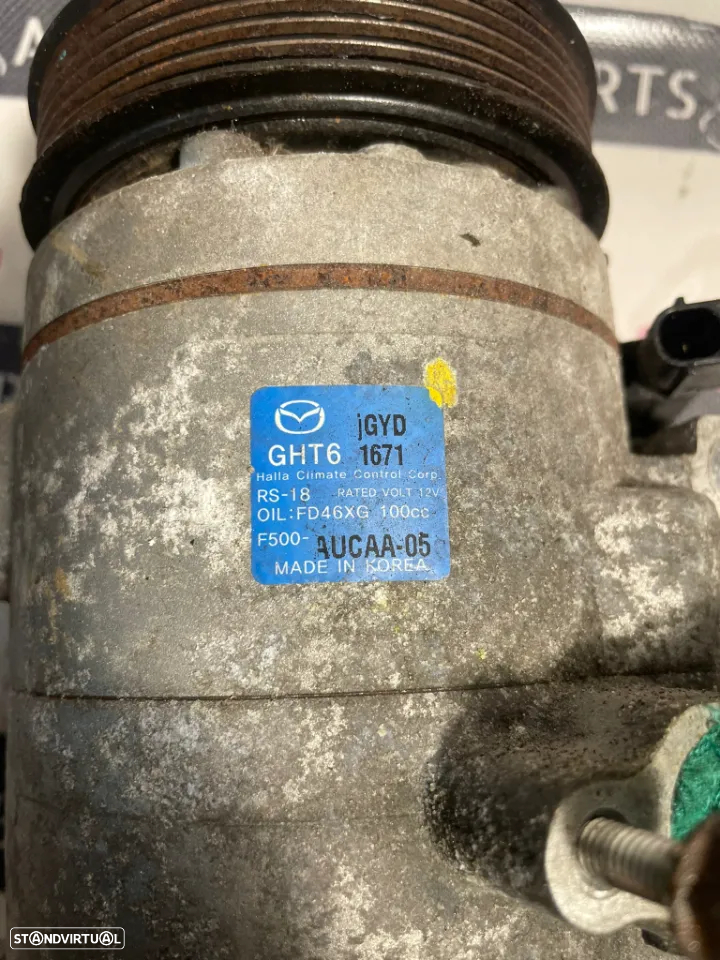 A
RTS
jGYD
GHT6 1671
Halla Climate Control Corp
RS-18 RATED VOLT 12V
OIL:FD46XG 100cc
F500-AUCAA-05
MADE IN KOREA
STANDVIRTUAL